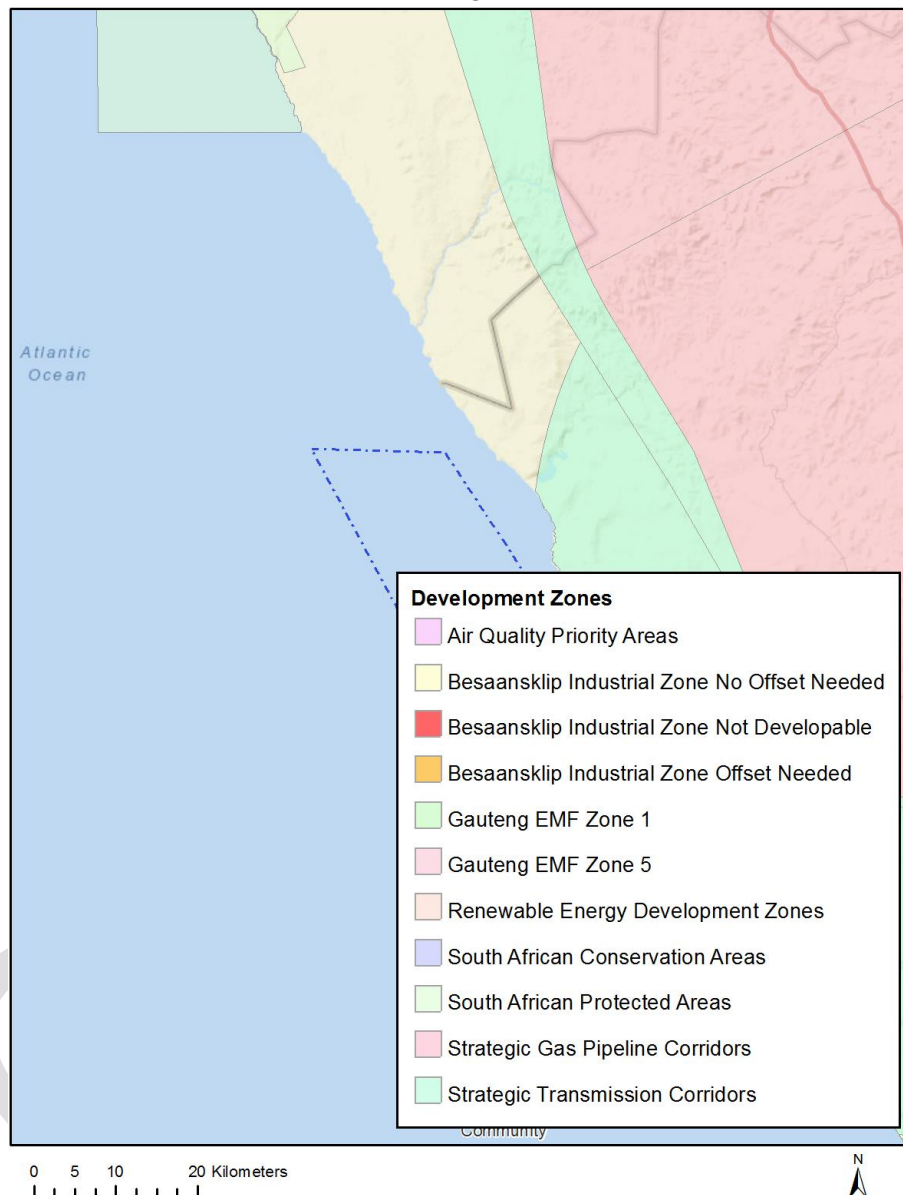 Atlantic
Ocean
Development Zones
Air Quality Priority Areas
Besaansklip Industrial Zone No Offset Needed
Besaansklip Industrial Zone Not Developable
Besaansklip Industrial Zone Offset Needed
Gauteng EMF Zone 1
Gauteng EMF Zone 5
Renewable Energy Development Zones
South African Conservation Areas
South African Protected Areas
Strategic Gas Pipeline Corridors
Strategic Transmission Corridors
Community
0 5 10 20 Kilometers
N